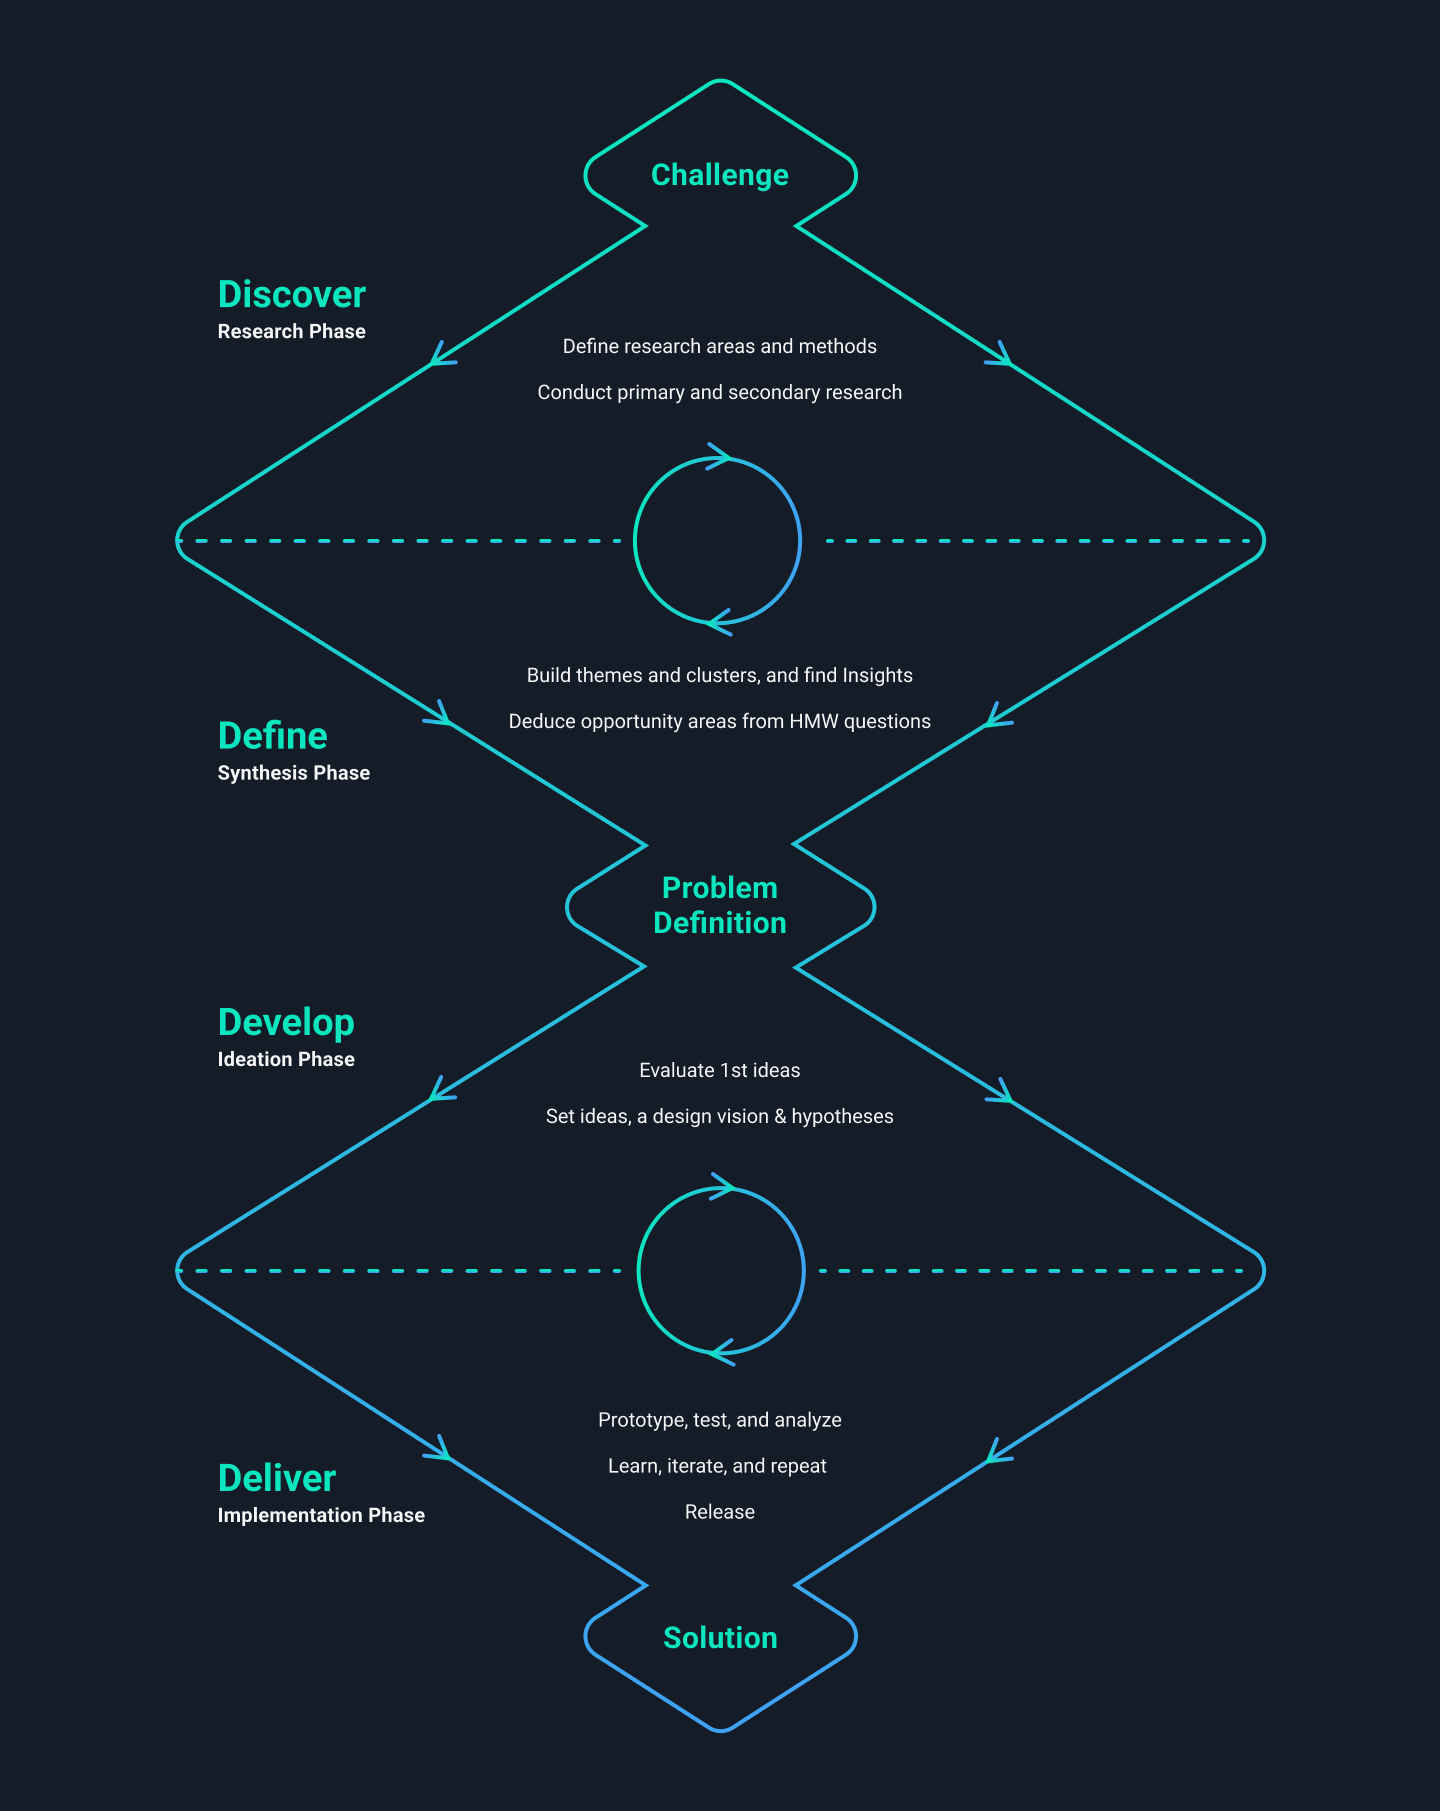 Challenge
Discover
Research Phase
Define research areas and methods
Conduct primary and secondary research
Build themes and clusters, and find Insights
Deduce opportunity areas from HMW questions
Define
Synthesis Phase
Problem
Definition
Develop
Ideation Phase
Evaluate 1st ideas
Set ideas, a design vision & hypotheses
Prototype, test, and analyze
Learn, iterate, and repeat
Release
Deliver
Implementation Phase
Solution